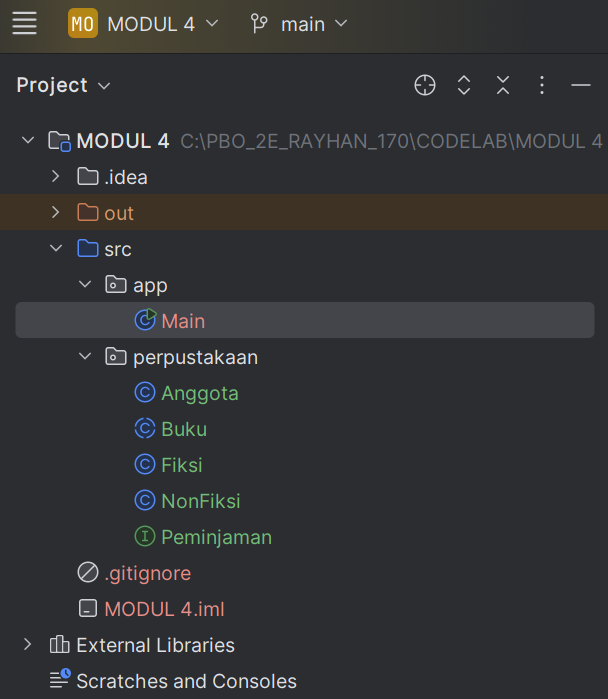 MO MODUL 4 main
Project
MODUL 4 C:\PBO_2E_RAYHAN_170\CODELAB\MODUL 4
.idea
out
src
app
C Main
perpustakaan
C Anggota
C Buku
C Fiksi
C NonFiksi
I Peminjaman
.gitignore
MODUL 4.iml
External Libraries
Scratches and Consoles